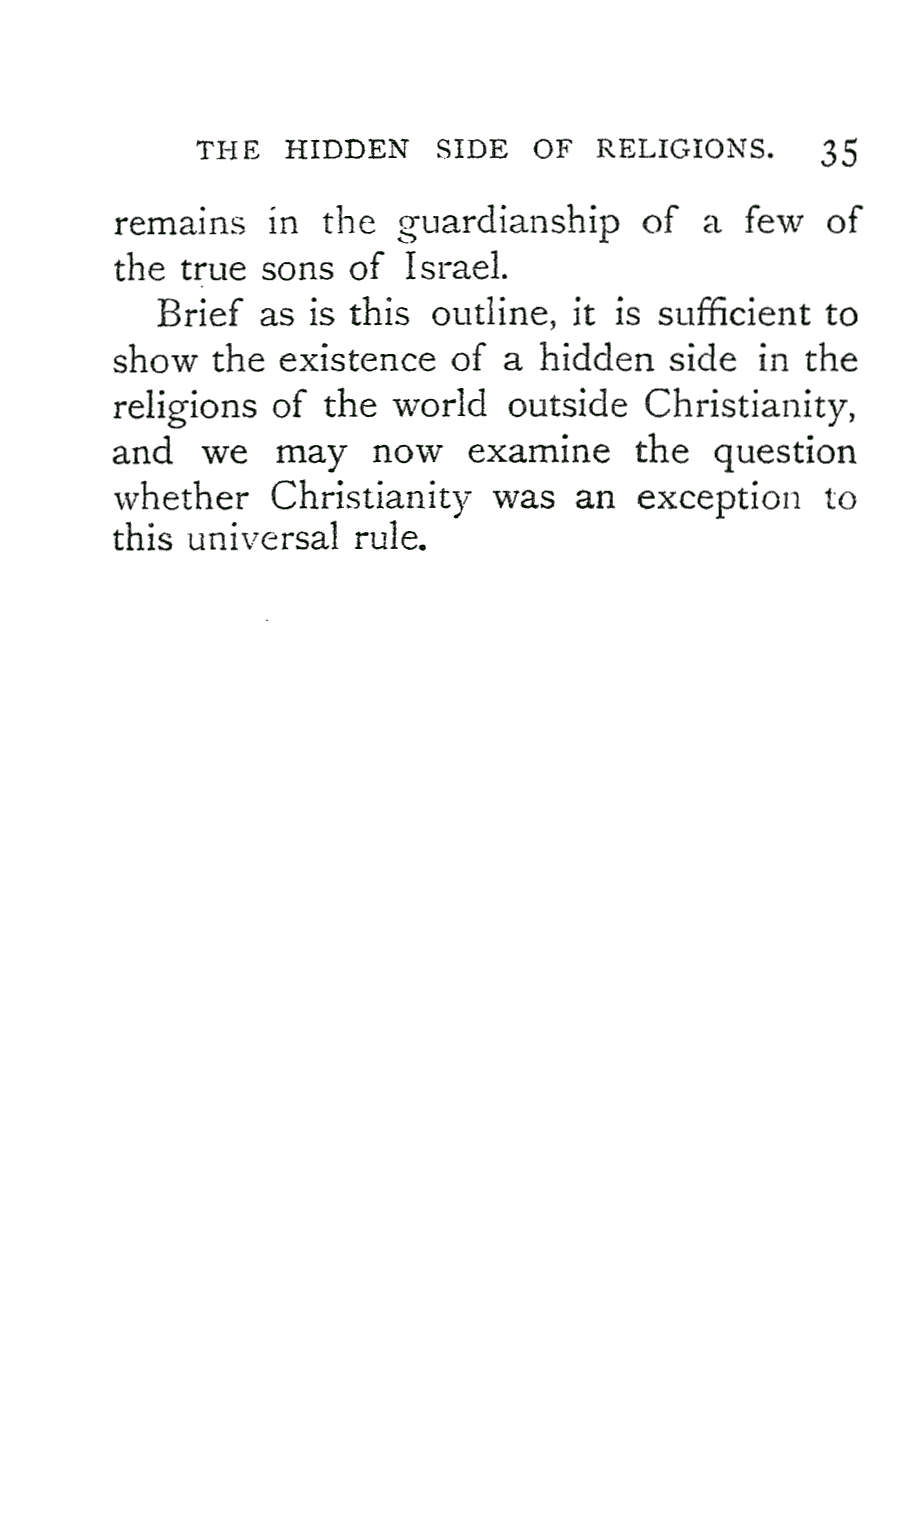 THE HIDDEN SIDE OF RELIGIONS. 35
remains in the guardianship of a few of
the true sons of Israel.
Brief as is this outline, it is sufficient to
show the existence of a hidden side in the
religions of the world outside Christianity,
and we may now examine the question
whether Christianity was an exception to
this universal rule.